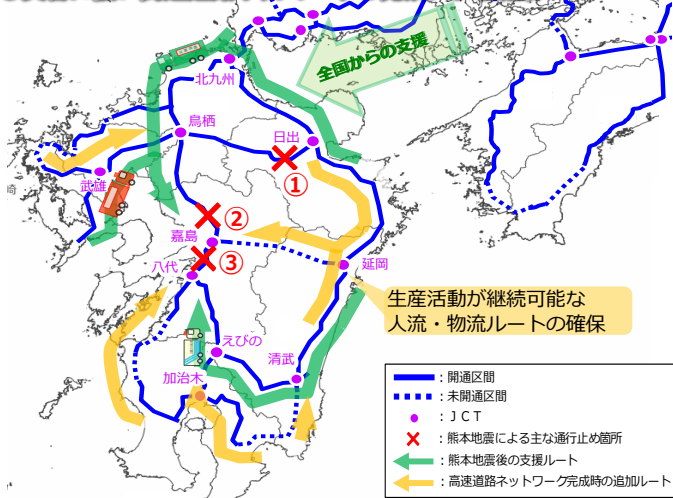 全国からの支援
北九州
鳥栖
日出
①
武雄
崎
②
嘉島
③
八代
延岡
生産活動が継続可能な
人流・物流ルートの確保
えびの
清武
加治木
：開通区間
：未開通区間
：ＪＣＴ
：熊本地震による主な通行止め箇所
：熊本地震後の支援ルート
：高速道路ネットワーク完成時の追加ルート